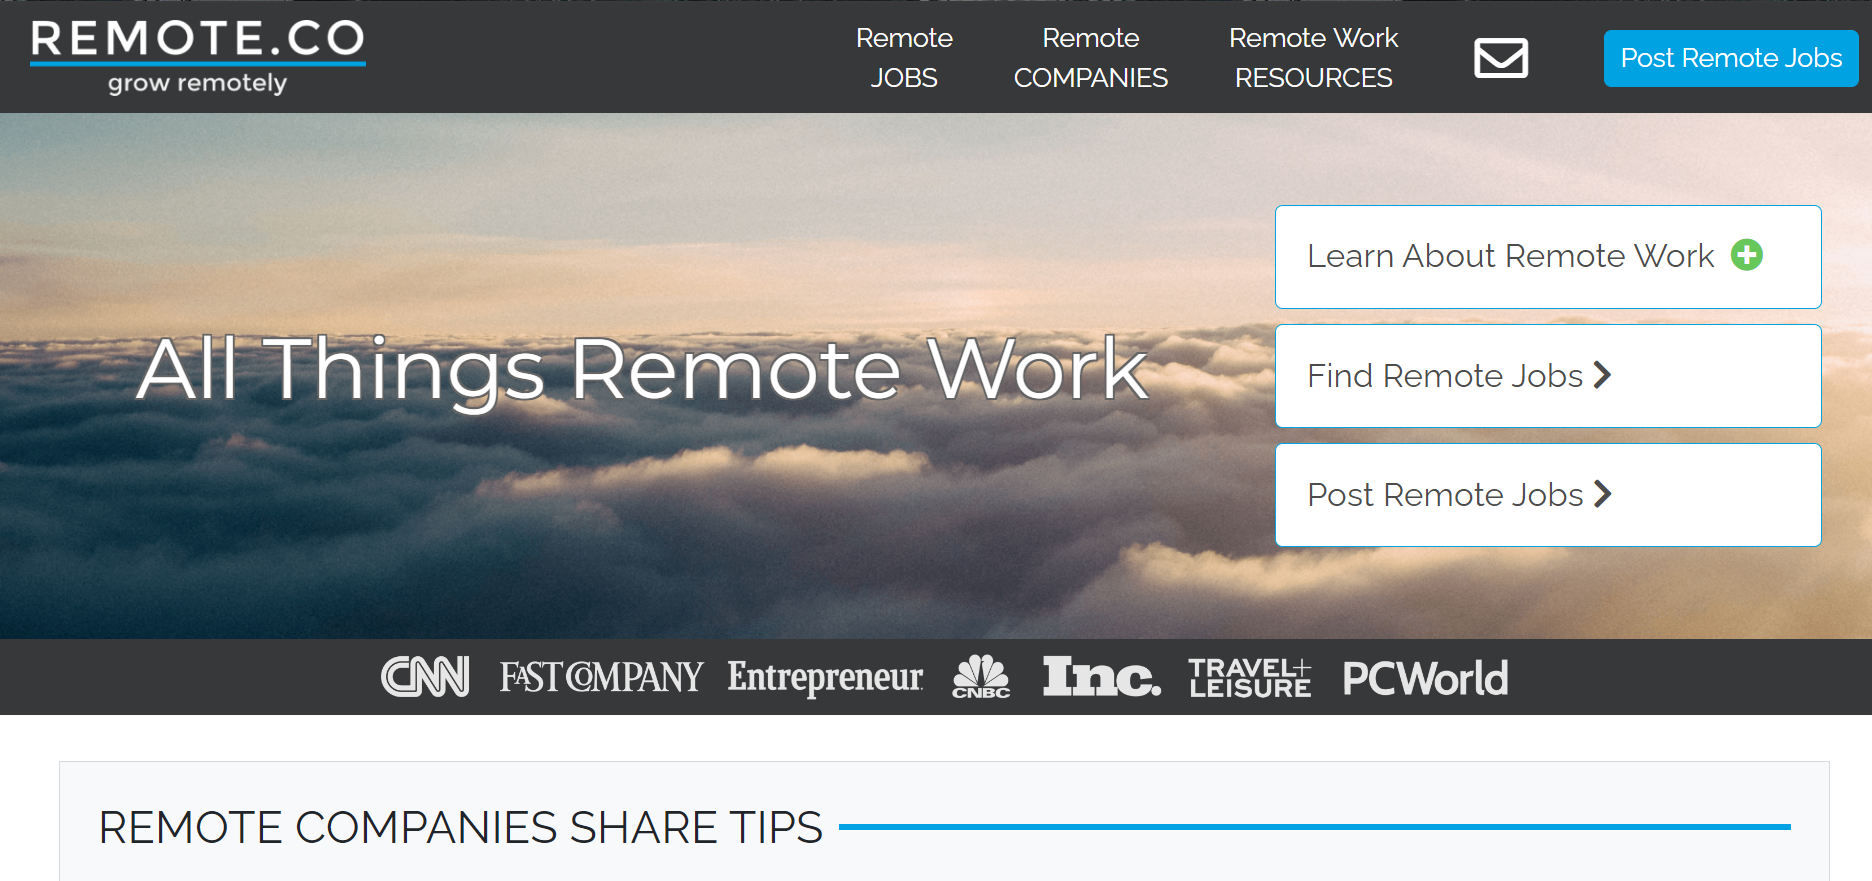 REMOTE.CO
grow remotely
Remote
JOBS
Remote
COMPANIES
Remote Work
RESOURCES
Post Remote Jobs
All Things Remote Work
Learn About Remote Work
Find Remote Jobs
Post Remote Jobs
CNN FAST COMPANY Entrepreneur CNBC Inc. TRAVEL+ LEISURE PCWorld
REMOTE COMPANIES SHARE TIPS